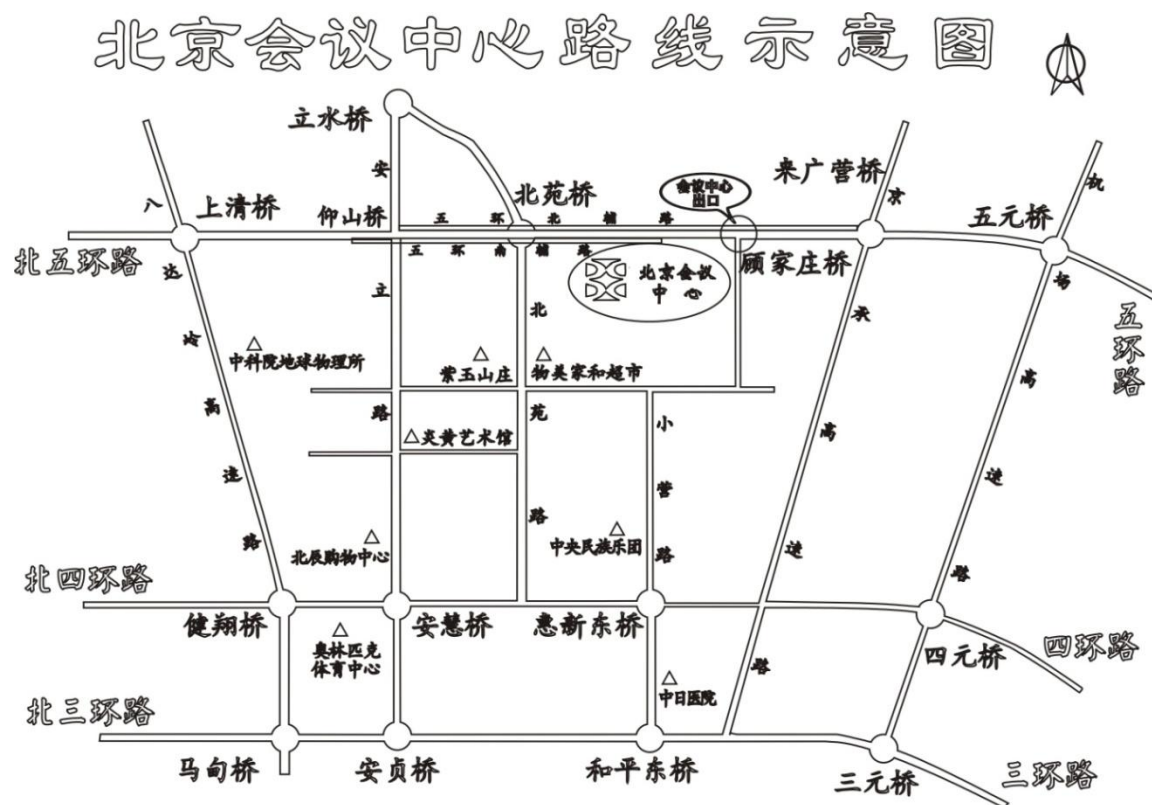 北京会议中心路线示意图
立水桥
安立路
北苑桥
来广营桥
会议中心
出口
上清桥
仰山桥
五环北辅路
五环南辅路
五元桥
北五环路
顾家庄桥
北京会议
中心
五环路
八达岭高速路
京承高速路
机场高速路
中科院地球物理所
紫玉山庄
物美家和超市
北苑路
炎黄艺术馆
小营路
北辰购物中心
中央民族乐团
北四环路
健翔桥
安慧桥
惠新东桥
四元桥
四环路
奥林匹克
体育中心
中日医院
北三环路
马甸桥
安贞桥
和平东桥
三元桥
三环路